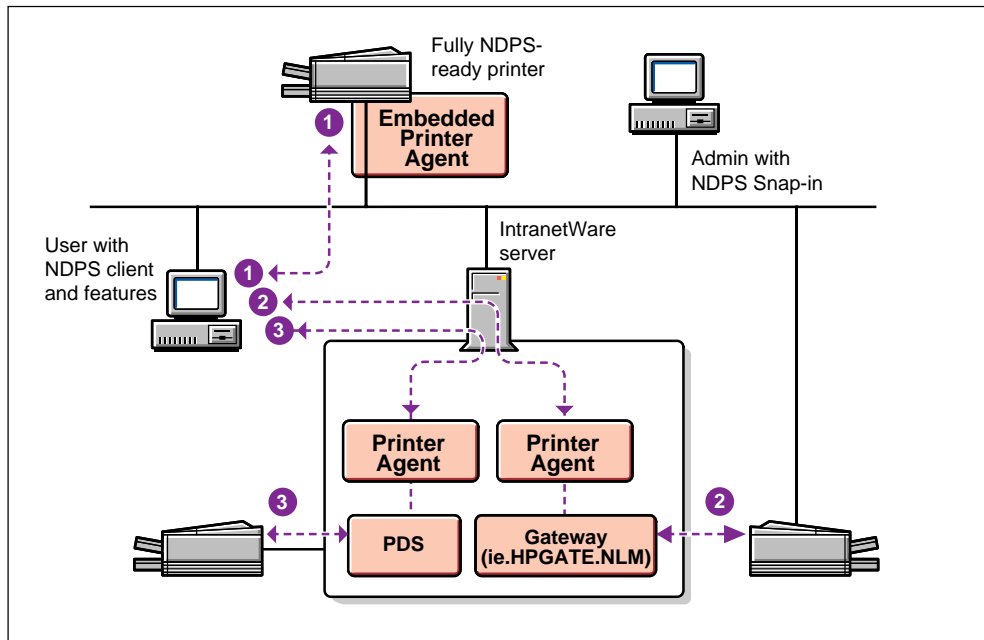 Fully NDPS-
ready printer
1
Embedded
Printer
Agent
Admin with
NDPS Snap-in
User with
NDPS client
and features
IntranetWare
server
1
2
3
Printer
Agent
Printer
Agent
3
PDS
Gateway
(ie.HPGATE.NLM)
2